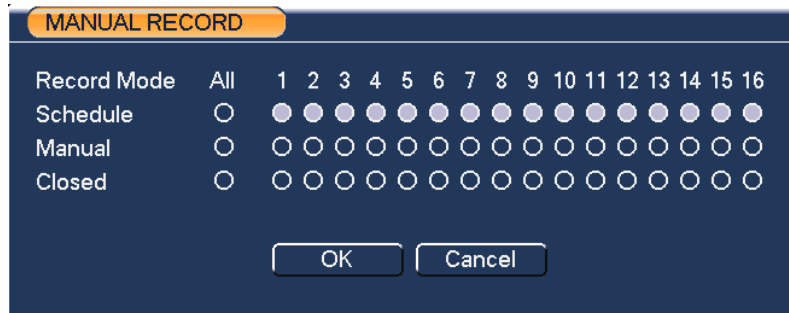 MANUAL RECORD
Record Mode All 1 2 3 4 5 6 7 8 9 10 11 12 13 14 15 16
Schedule
Manual
Closed
OK Cancel